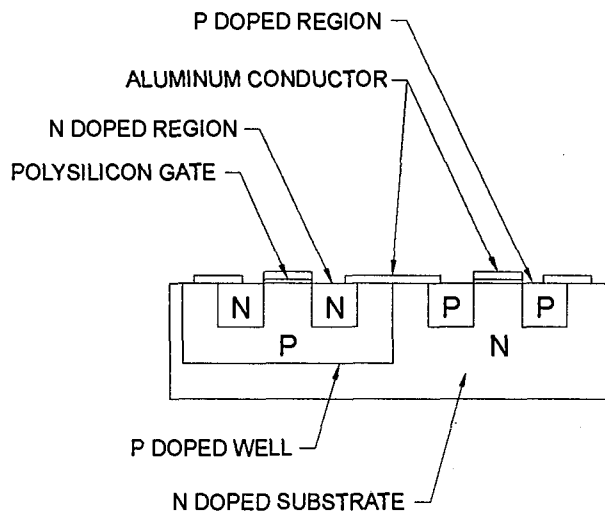 P DOPED REGION
ALUMINUM CONDUCTOR
N DOPED REGION
POLYSILICON GATE
N N P P
P N
P DOPED WELL
N DOPED SUBSTRATE